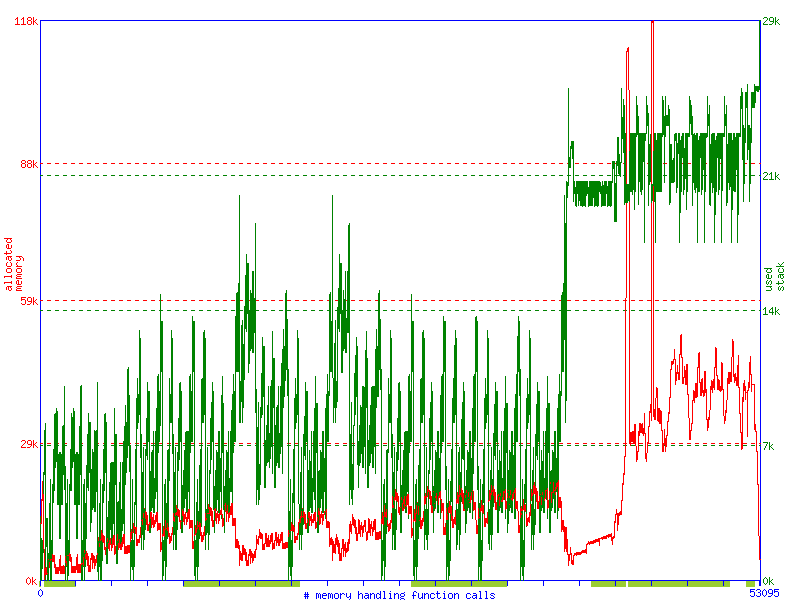 118k 29k
88k
21k
allocated
memory
used
stack
59k
14k
29k
7k
0k 0k
0 # memory handling function calls 53095